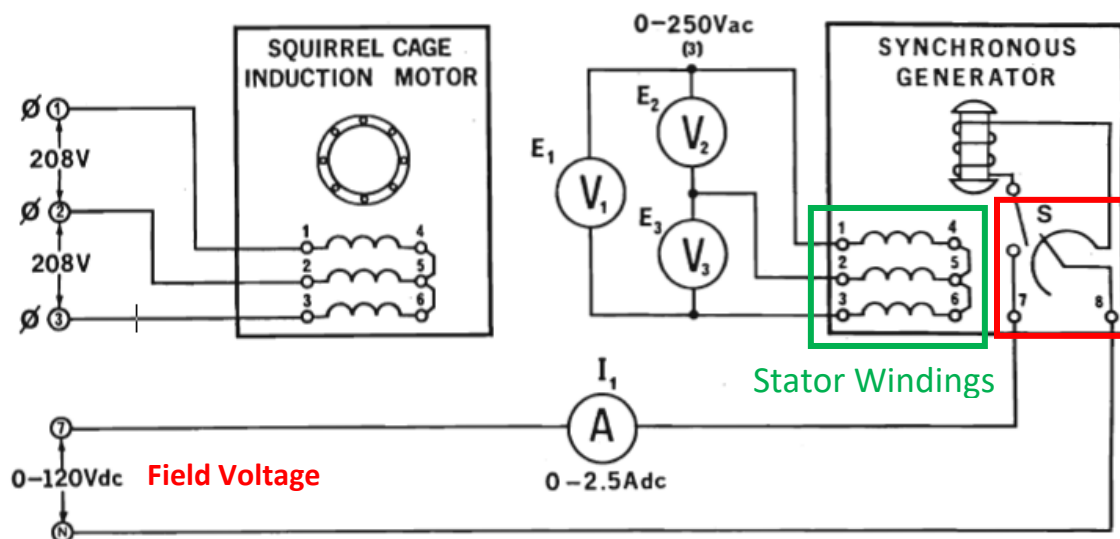 SQUIRREL CAGE
INDUCTION MOTOR
Ø 1
208V
Ø 2
208V
Ø 3
1 4
2 5
3 6
0-250Vac
(3)
E1
V1
E2
V2
E3
V3
SYNCHRONOUS
GENERATOR
S
1 4
2 5
3 6
7 8
Stator Windings
I1
A
0-2.5Adc
7
0-120Vdc Field Voltage
N